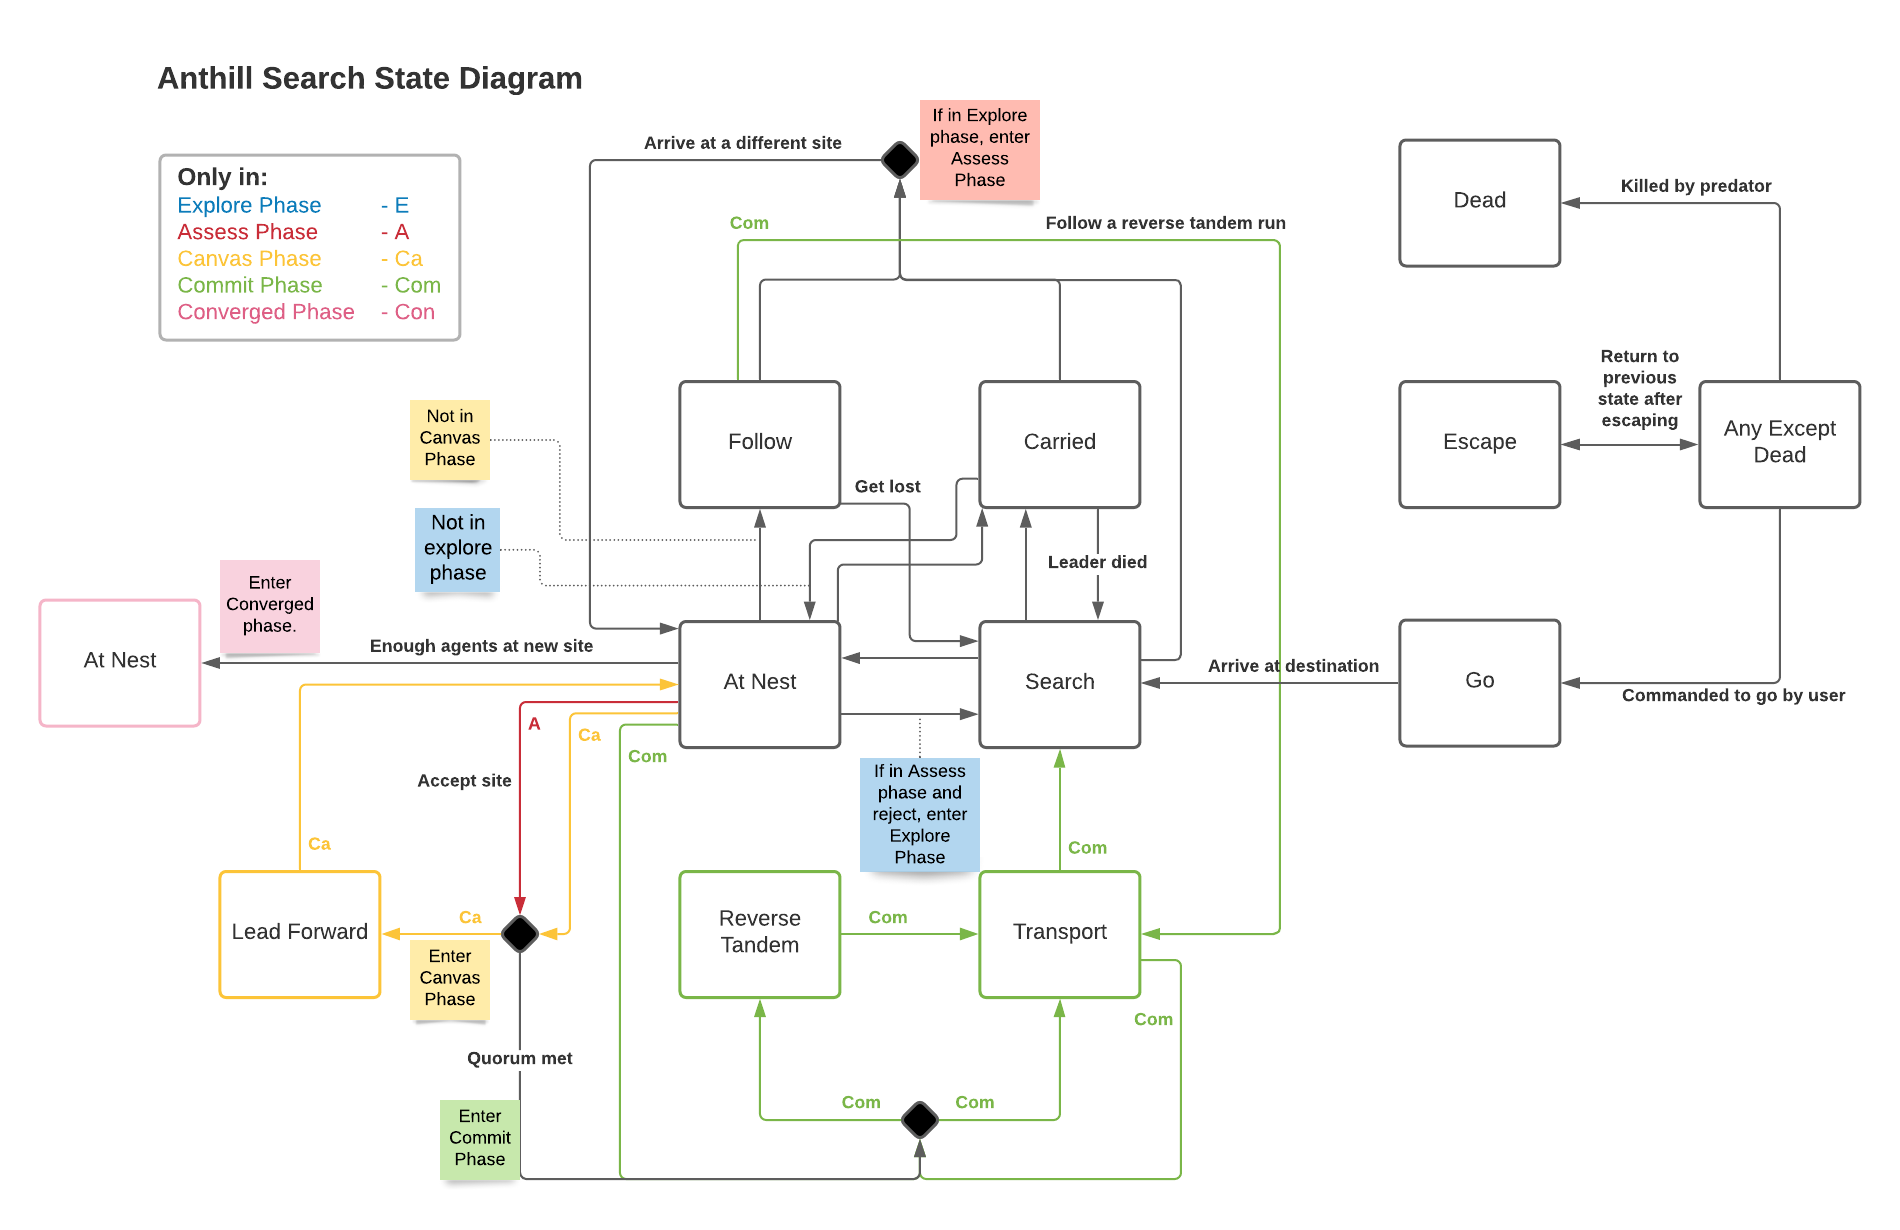 Anthill Search State Diagram
Only in:
Explore Phase - E
Assess Phase - A
Canvas Phase - Ca
Commit Phase - Com
Converged Phase - Con
Arrive at a different site
If in Explore
phase, enter
Assess
Phase
Com
Follow a reverse tandem run
Dead
Killed by predator
Not in
Canvas
Phase
Follow
Carried
Escape
Return to
previous
state after
escaping
Any Except
Dead
Get lost
Not in
explore
phase
Leader died
Enter
Converged
phase.
At Nest
Enough agents at new site
At Nest
Search
Arrive at destination
Go
Commanded to go by user
A
Ca
Com
Accept site
If in Assess
phase and
reject, enter
Explore
Phase
Ca
Com
Lead Forward
Ca
Enter
Canvas
Phase
Reverse
Tandem
Com
Transport
Com
Quorum met
Com
Com
Enter
Commit
Phase